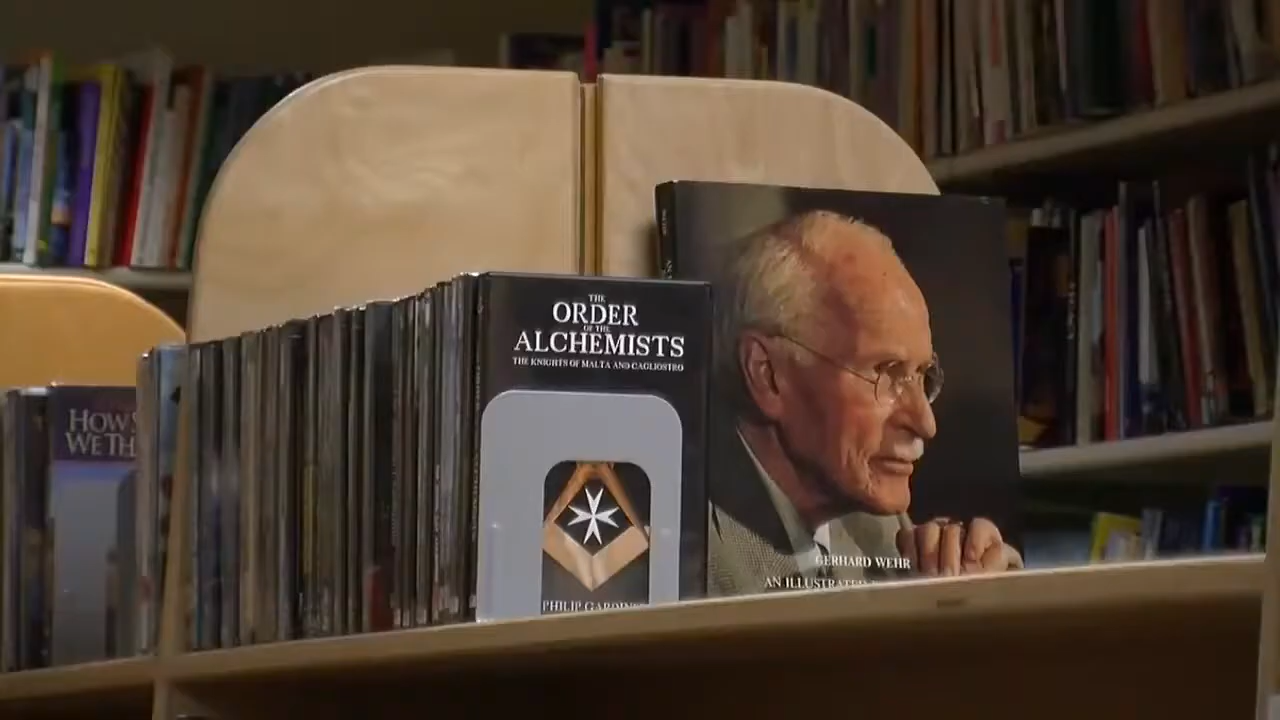 THE
ORDER
OF THE
ALCHEMISTS
THE KNIGHTS OF MALTA AND CAGLIOSTRO
PHILIP
GERHARD WEHR
AN ILLUSTRATED
HOW
WE TH